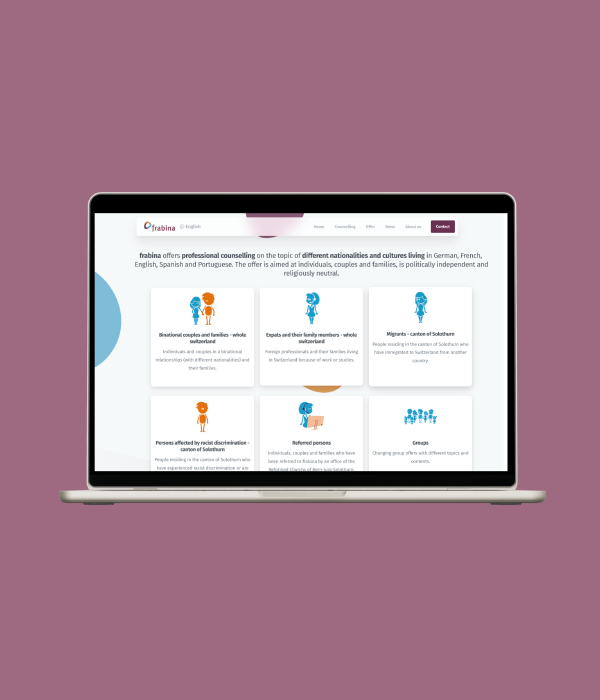 frabina English Home Counselling Offer News About us Contact
frabina offers professional counselling on the topic of different nationalities and cultures living in German, French,
English, Spanish and Portuguese. The offer is aimed at individuals, couples and families, is politically independent and
religiously neutral.
Binational couples and families - whole
switzerland
Individuals and couples in a binational
relationships (with different nationalities) and
their families.
Expats and their family members - whole
switzerland
Foreign professionals and their families living
in Switzerland because of work or studies.
Migrants - canton of Solothurn
People residing in the canton of Solothurn who
have immigrated to Switzerland from another
country.
Persons affected by racist discrimination -
canton of Solothurn
People residing in the canton of Solothurn who
have experienced racist discrimination or are
Referred persons
Individuals, couples and families who have
been referred to frabina by an office of the
Reformed Church of Bern-Jura-Solothurn.
Groups
Changing group offers with different topics and
contents.